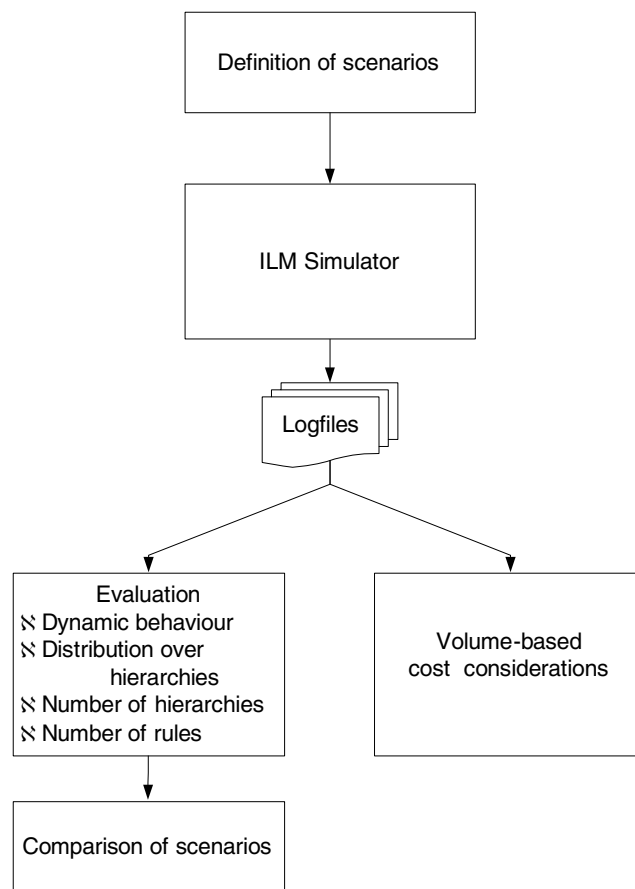 Definition of scenarios
ILM Simulator
Logfiles
Evaluation
ℵ Dynamic behaviour
ℵ Distribution over
hierarchies
ℵ Number of hierarchies
ℵ Number of rules
Volume-based
cost considerations
Comparison of scenarios